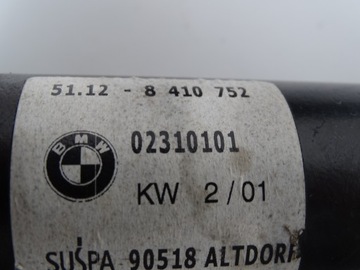 51.12 - 8 410 752
BMW
02310101
KW 2/01
SUSPA 90518 ALTDORF